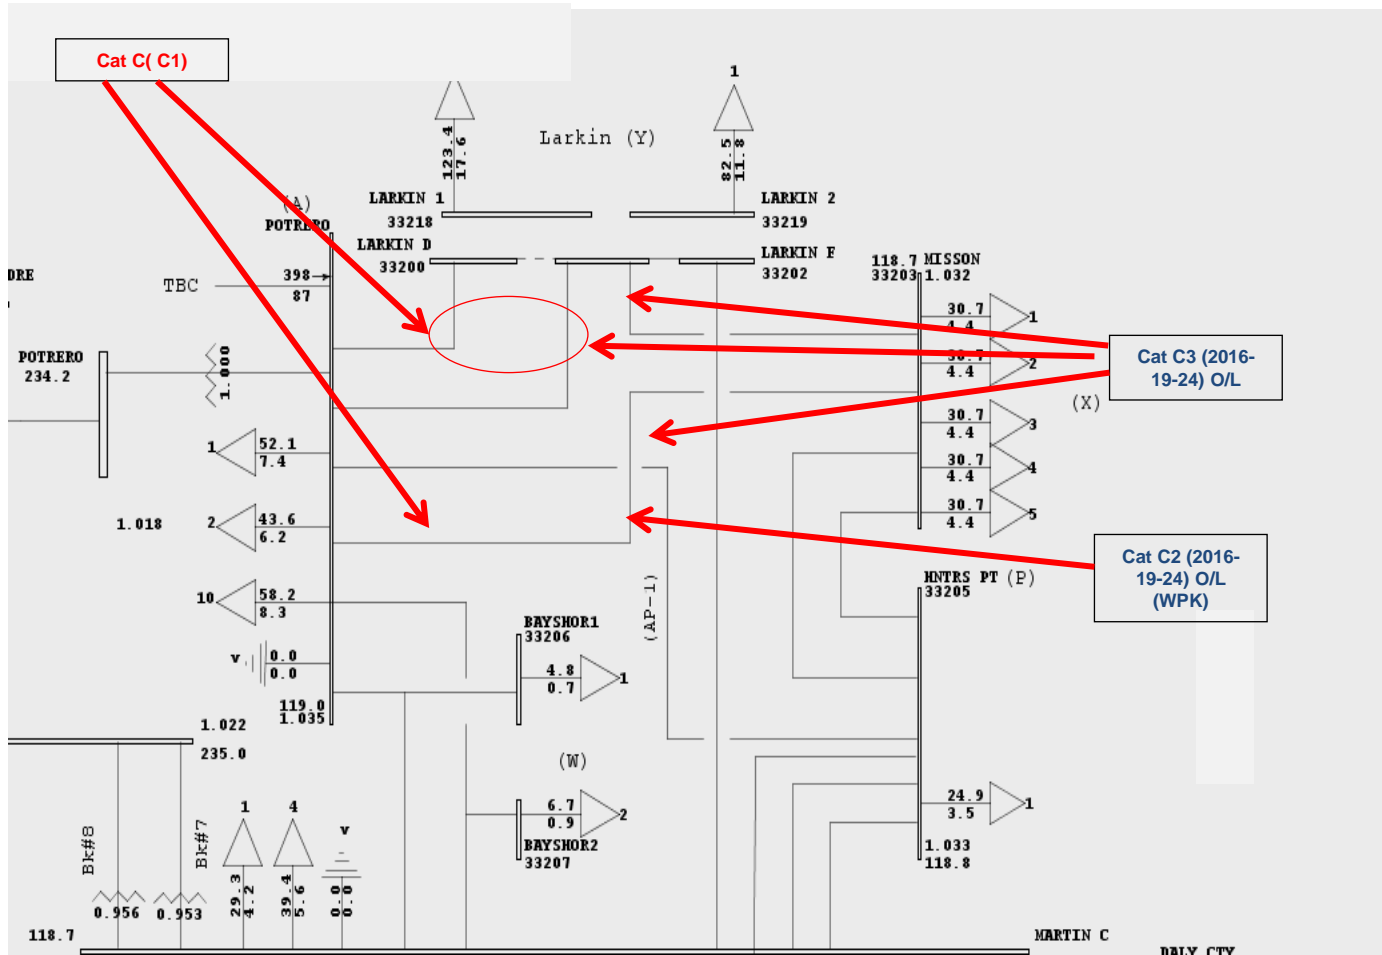 Cat C( C1)
1
123.4
17.6
82.5
11.8
Larkin (Y)
(A)
POTRERO
LARKIN 1
33218
LARKIN 2
33219
LARKIN D
33200
LARKIN F
33202
118.7 MISSON
33203 1.032
DRE
TBC
398
87
30.7
4.4
1
30.7
4.4
2
Cat C3 (2016-
19-24) O/L
POTRERO
234.2
1.000
(X)
30.7
4.4
3
30.7
4.4
4
30.7
4.4
5
1
52.1
7.4
1.018
2
43.6
6.2
Cat C2 (2016-
19-24) O/L
(WPK)
HNTRS PT (P)
33205
10
58.2
8.3
(AP-1)
BAYSHOR1
33206
v
0.0
0.0
4.8
0.7
1
119.0
1.035
1.022
235.0
(W)
6.7
0.9
2
BAYSHOR2
33207
24.9
3.5
1
1.033
118.8
Bk#8
Bk#7
1
4
v
29.3
4.2
39.4
5.6
0.0
0.0
0.956
0.953
118.7
MARTIN C
DALY CTY